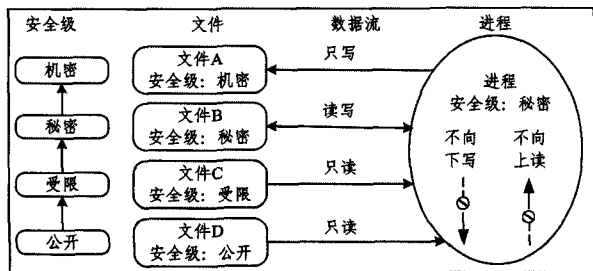 安全级 文件 数据流 进程
机密
秘密
受限
公开
文件A
安全级：机密
文件B
安全级：秘密
文件C
安全级：受限
文件D
安全级：公开
只写
读写
只读
只读
进程
安全级：秘密
不向 不向
下写 上读